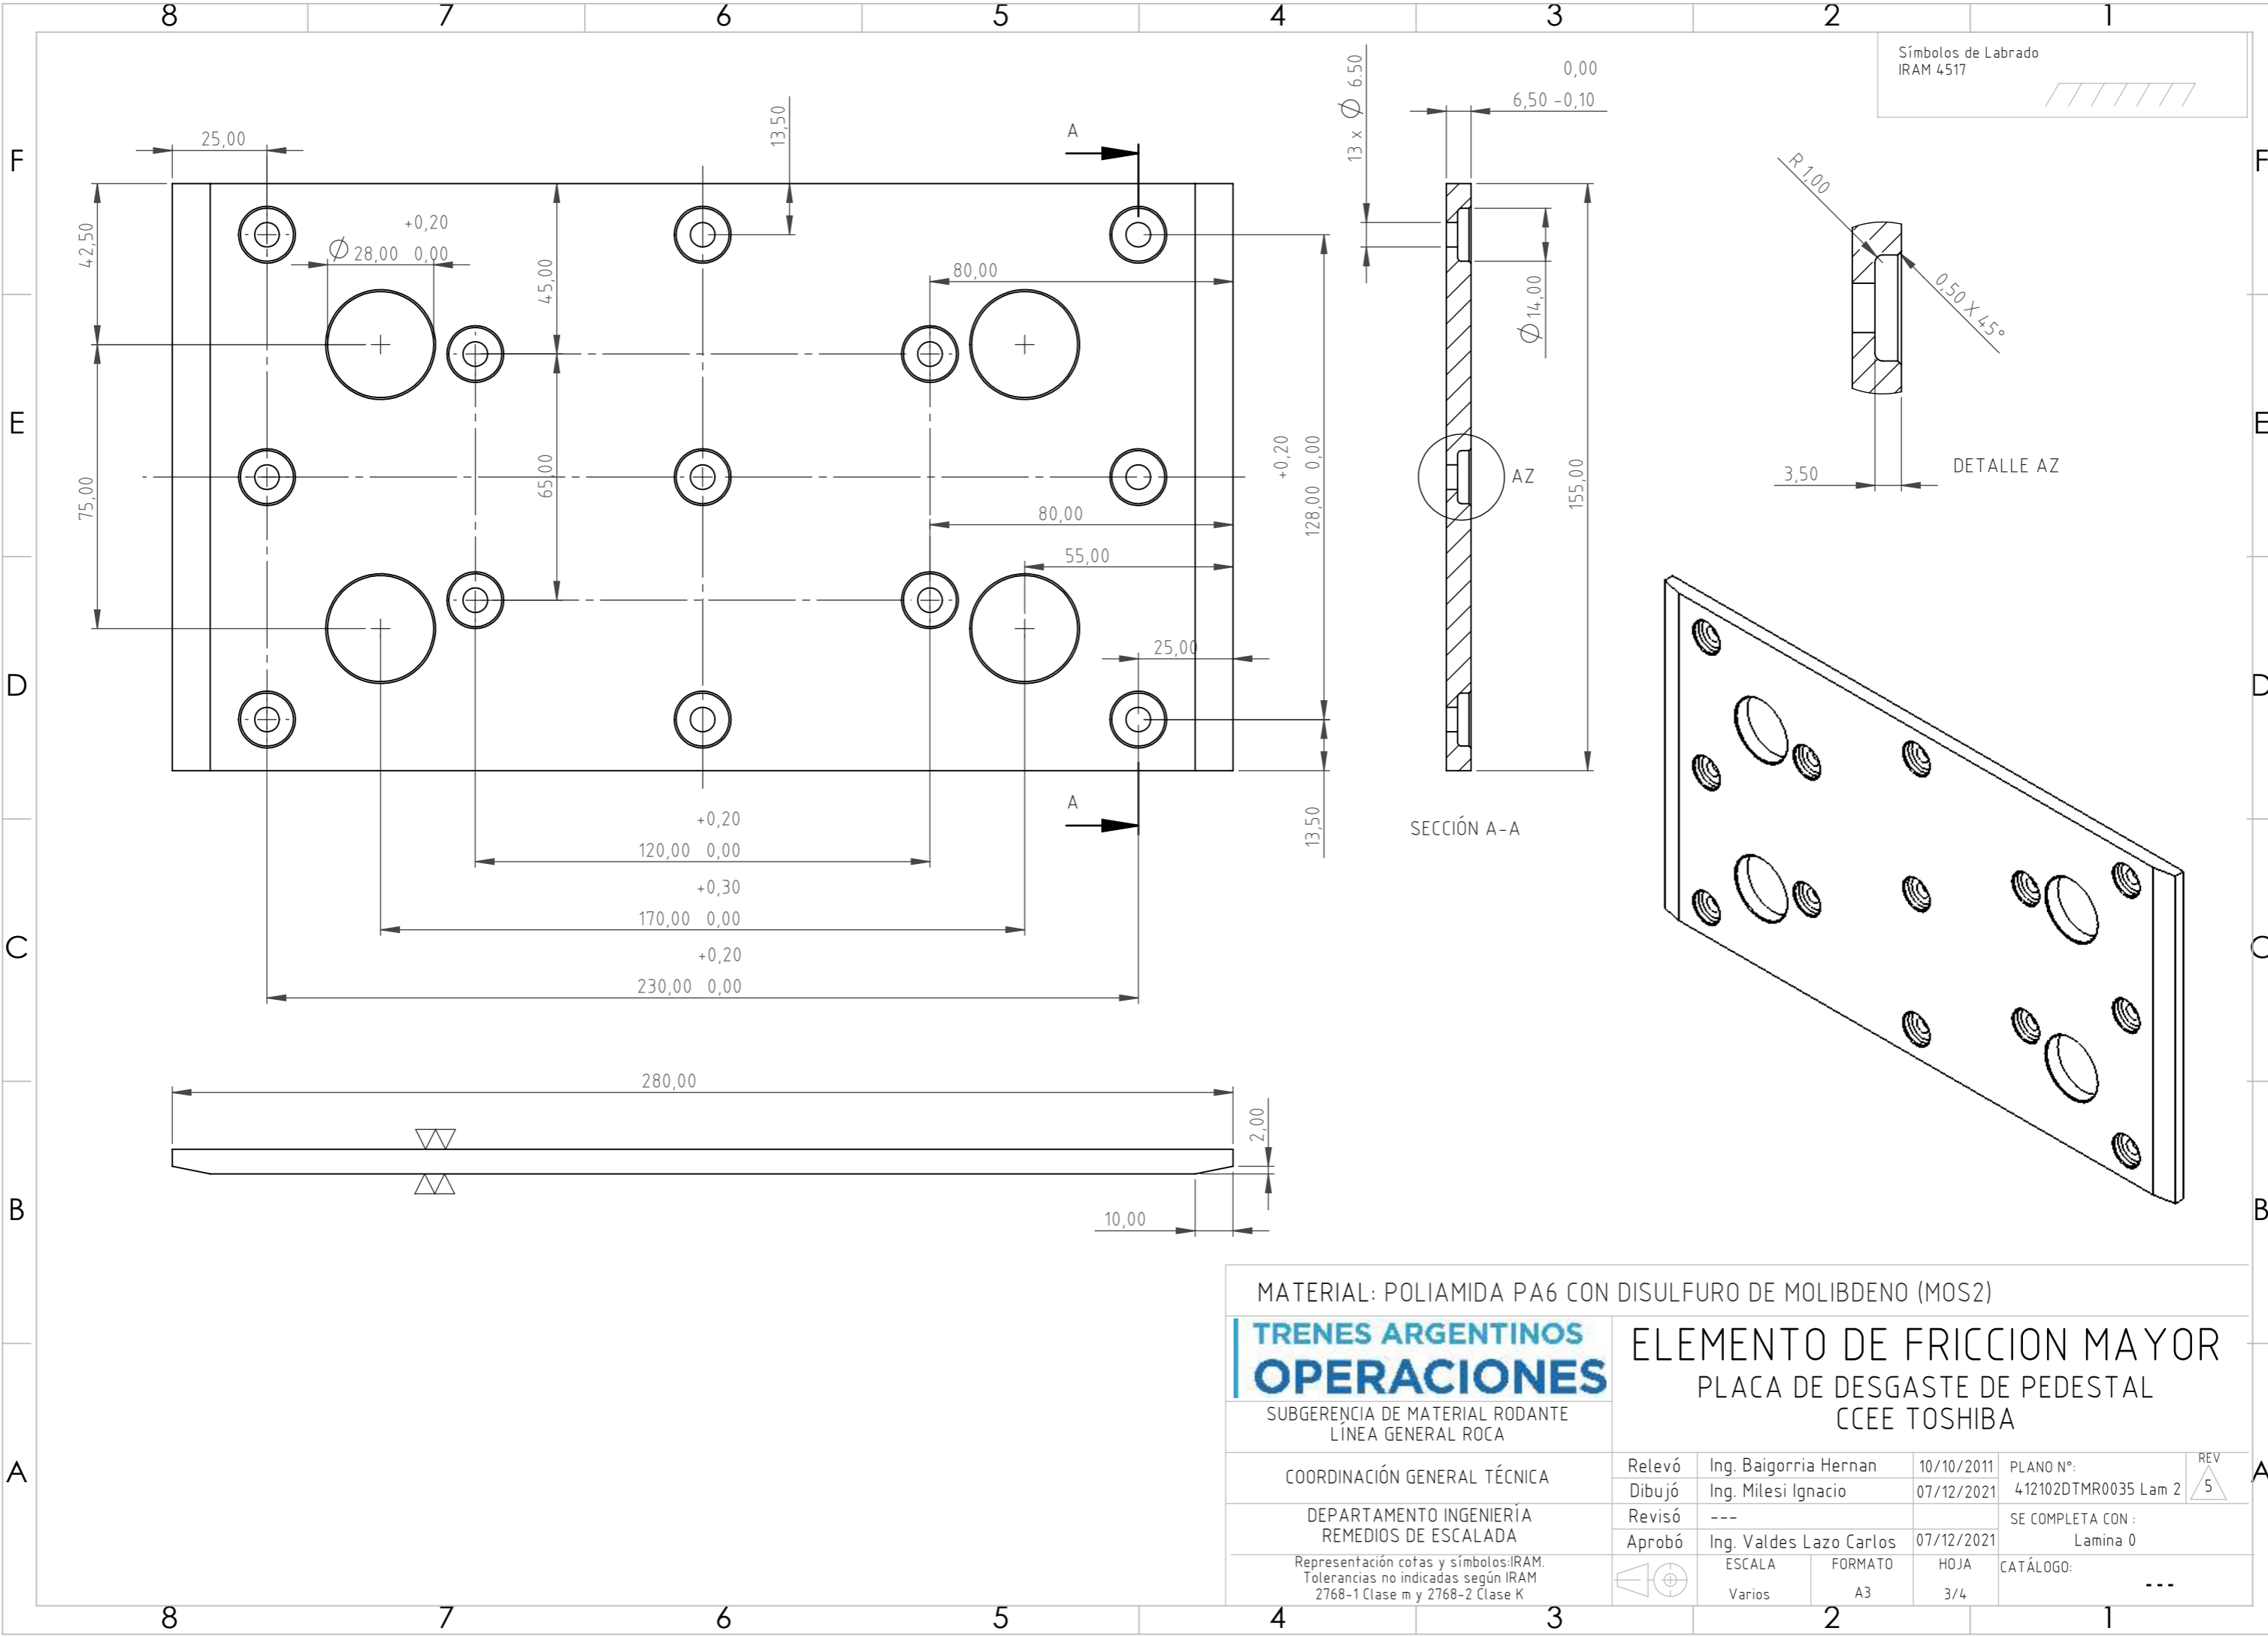 8 7 6 5 4 3 2 1
Símbolos de Labrado
IRAM 4517
F F
E E
D D
C C
B B
A A
25,00
13,50
A
42,50
+0,20
Ø 28,00 0,00
45,00
80,00
75,00
65,00
80,00
55,00
25,00
+0,20
128,00 0,00
13,50
A
+0,20
120,00 0,00
+0,30
170,00 0,00
+0,20
230,00 0,00
13 x Ø 6.50
0,00
6,50 -0,10
Ø 14,00
AZ
155,00
SECCIÓN A-A
R 1,00
0,50 X 45°
3,50
DETALLE AZ
280,00
2,00
10,00
MATERIAL: POLIAMIDA PA6 CON DISULFURO DE MOLIBDENO (MOS2)
TRENES ARGENTINOS
OPERACIONES
SUBGERENCIA DE MATERIAL RODANTE
LÍNEA GENERAL ROCA
COORDINACIÓN GENERAL TÉCNICA
DEPARTAMENTO INGENIERÍA
REMEDIOS DE ESCALADA
Representación cotas y símbolos:IRAM.
Tolerancias no indicadas según IRAM
2768-1 Clase m y 2768-2 Clase K
ELEMENTO DE FRICCION MAYOR
PLACA DE DESGASTE DE PEDESTAL
CCEE TOSHIBA
Relevó Ing. Baigorria Hernan 10/10/2011
Dibujó Ing. Milesi Ignacio 07/12/2021
Revisó ---
Aprobó Ing. Valdes Lazo Carlos 07/12/2021
PLANO N°:
412102DTMR0035 Lam 2
REV
5
SE COMPLETA CON :
Lamina 0
ESCALA FORMATO HOJA CATÁLOGO:
Varios A3 3/4 ---
8 7 6 5 4 3 2 1